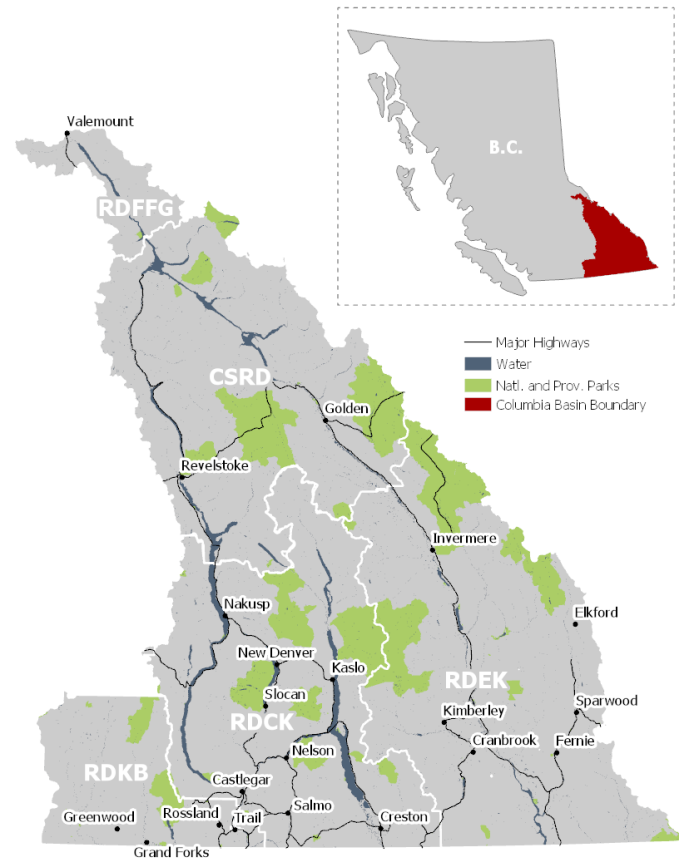 B.C.
Valemount
RDFFG
Major Highways
Water
Natl. and Prov. Parks
Columbia Basin Boundary
CSRD
Golden
Revelstoke
Invermere
Nakusp
Elkford
New Denver
Kaslo
RDEK
Slocan
Sparwood
RDCK
Kimberley
Cranbrook
Fernie
Nelson
RDKB
Castlegar
Greenwood
Rossland
Trail
Salmo
Creston
Grand Forks